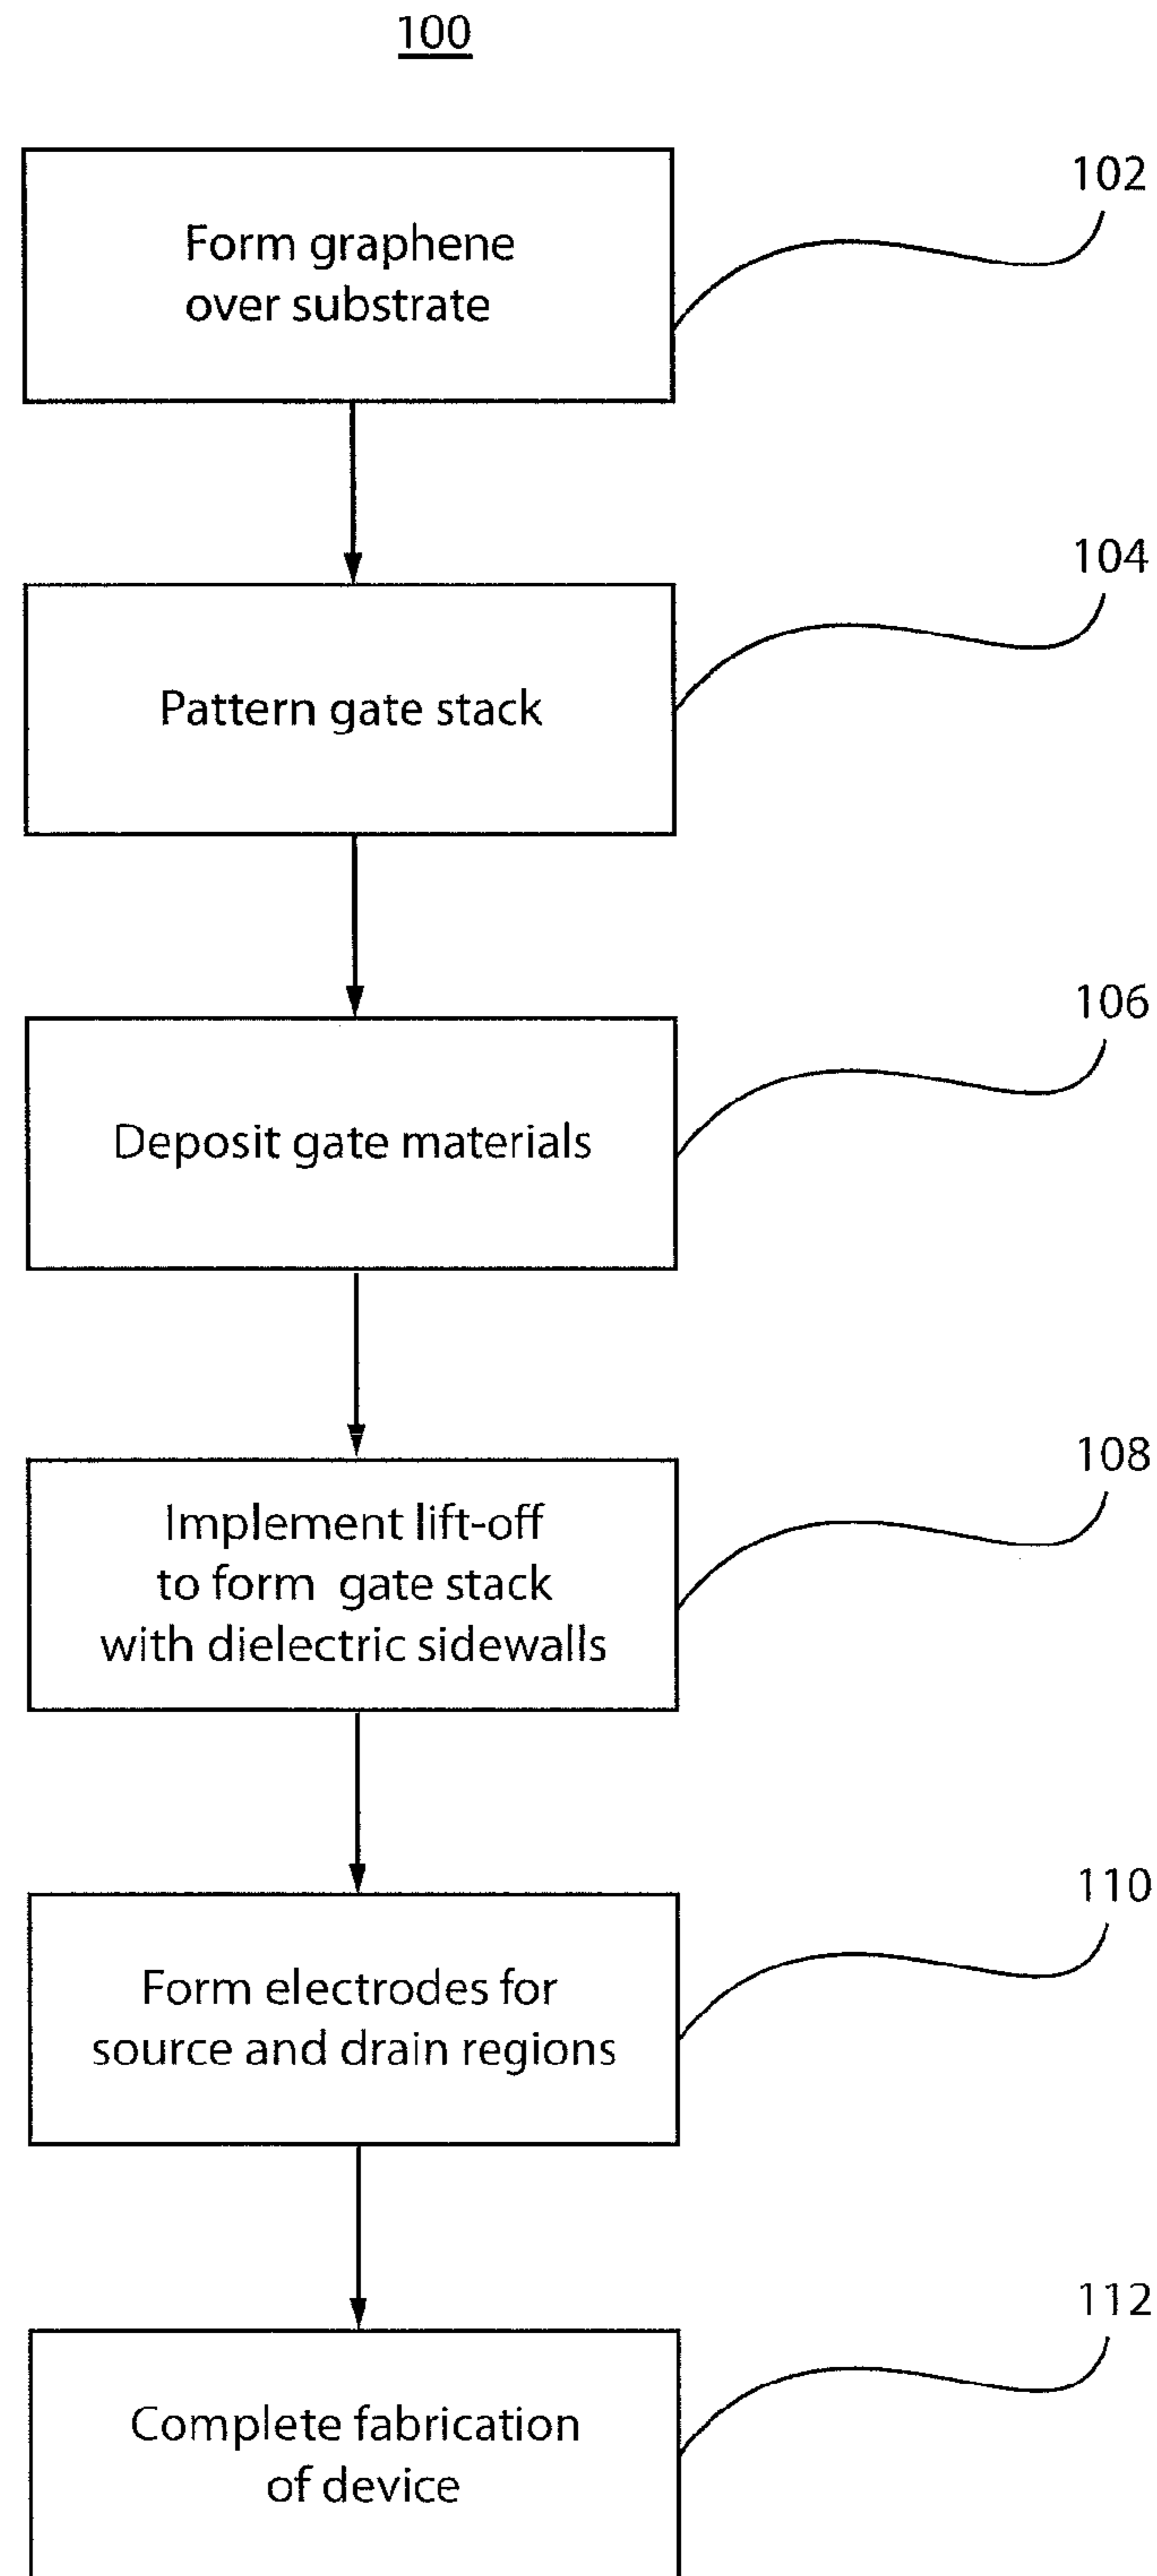 100
102
Form graphene
over substrate
104
Pattern gate stack
106
Deposit gate materials
108
Implement lift-off
to form gate stack
with dielectric sidewalls
110
Form electrodes for
source and drain regions
112
Complete fabrication
of device